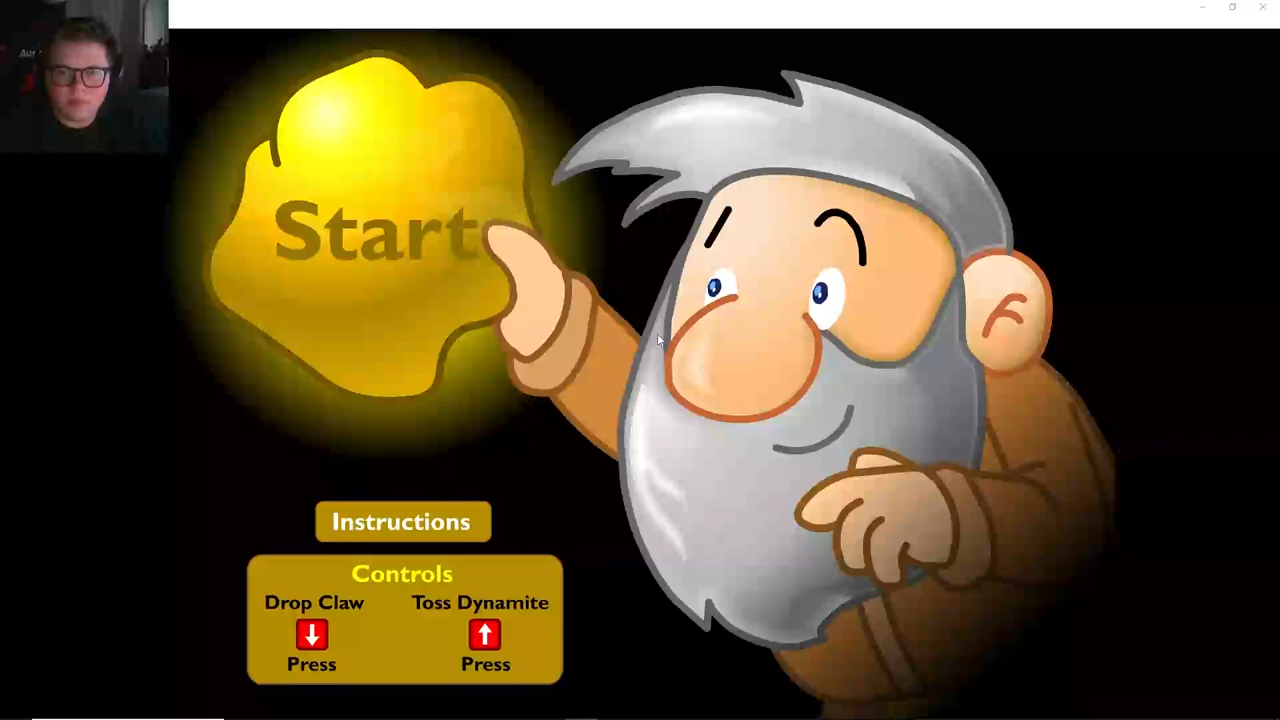 Start
Instructions
Controls
Drop Claw Toss Dynamite
Press Press